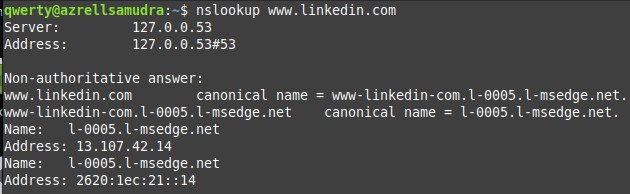 qwerty@azrellsamudra:~$ nslookup www.linkedin.com
Server: 127.0.0.53
Address: 127.0.0.53#53
Non-authoritative answer:
www.linkedin.com canonical name = www-linkedin-com.l-0005.l-msedge.net.
www-linkedin-com.l-0005.l-msedge.net canonical name = l-0005.l-msedge.net.
Name: l-0005.l-msedge.net
Address: 13.107.42.14
Name: l-0005.l-msedge.net
Address: 2620:1ec:21::14